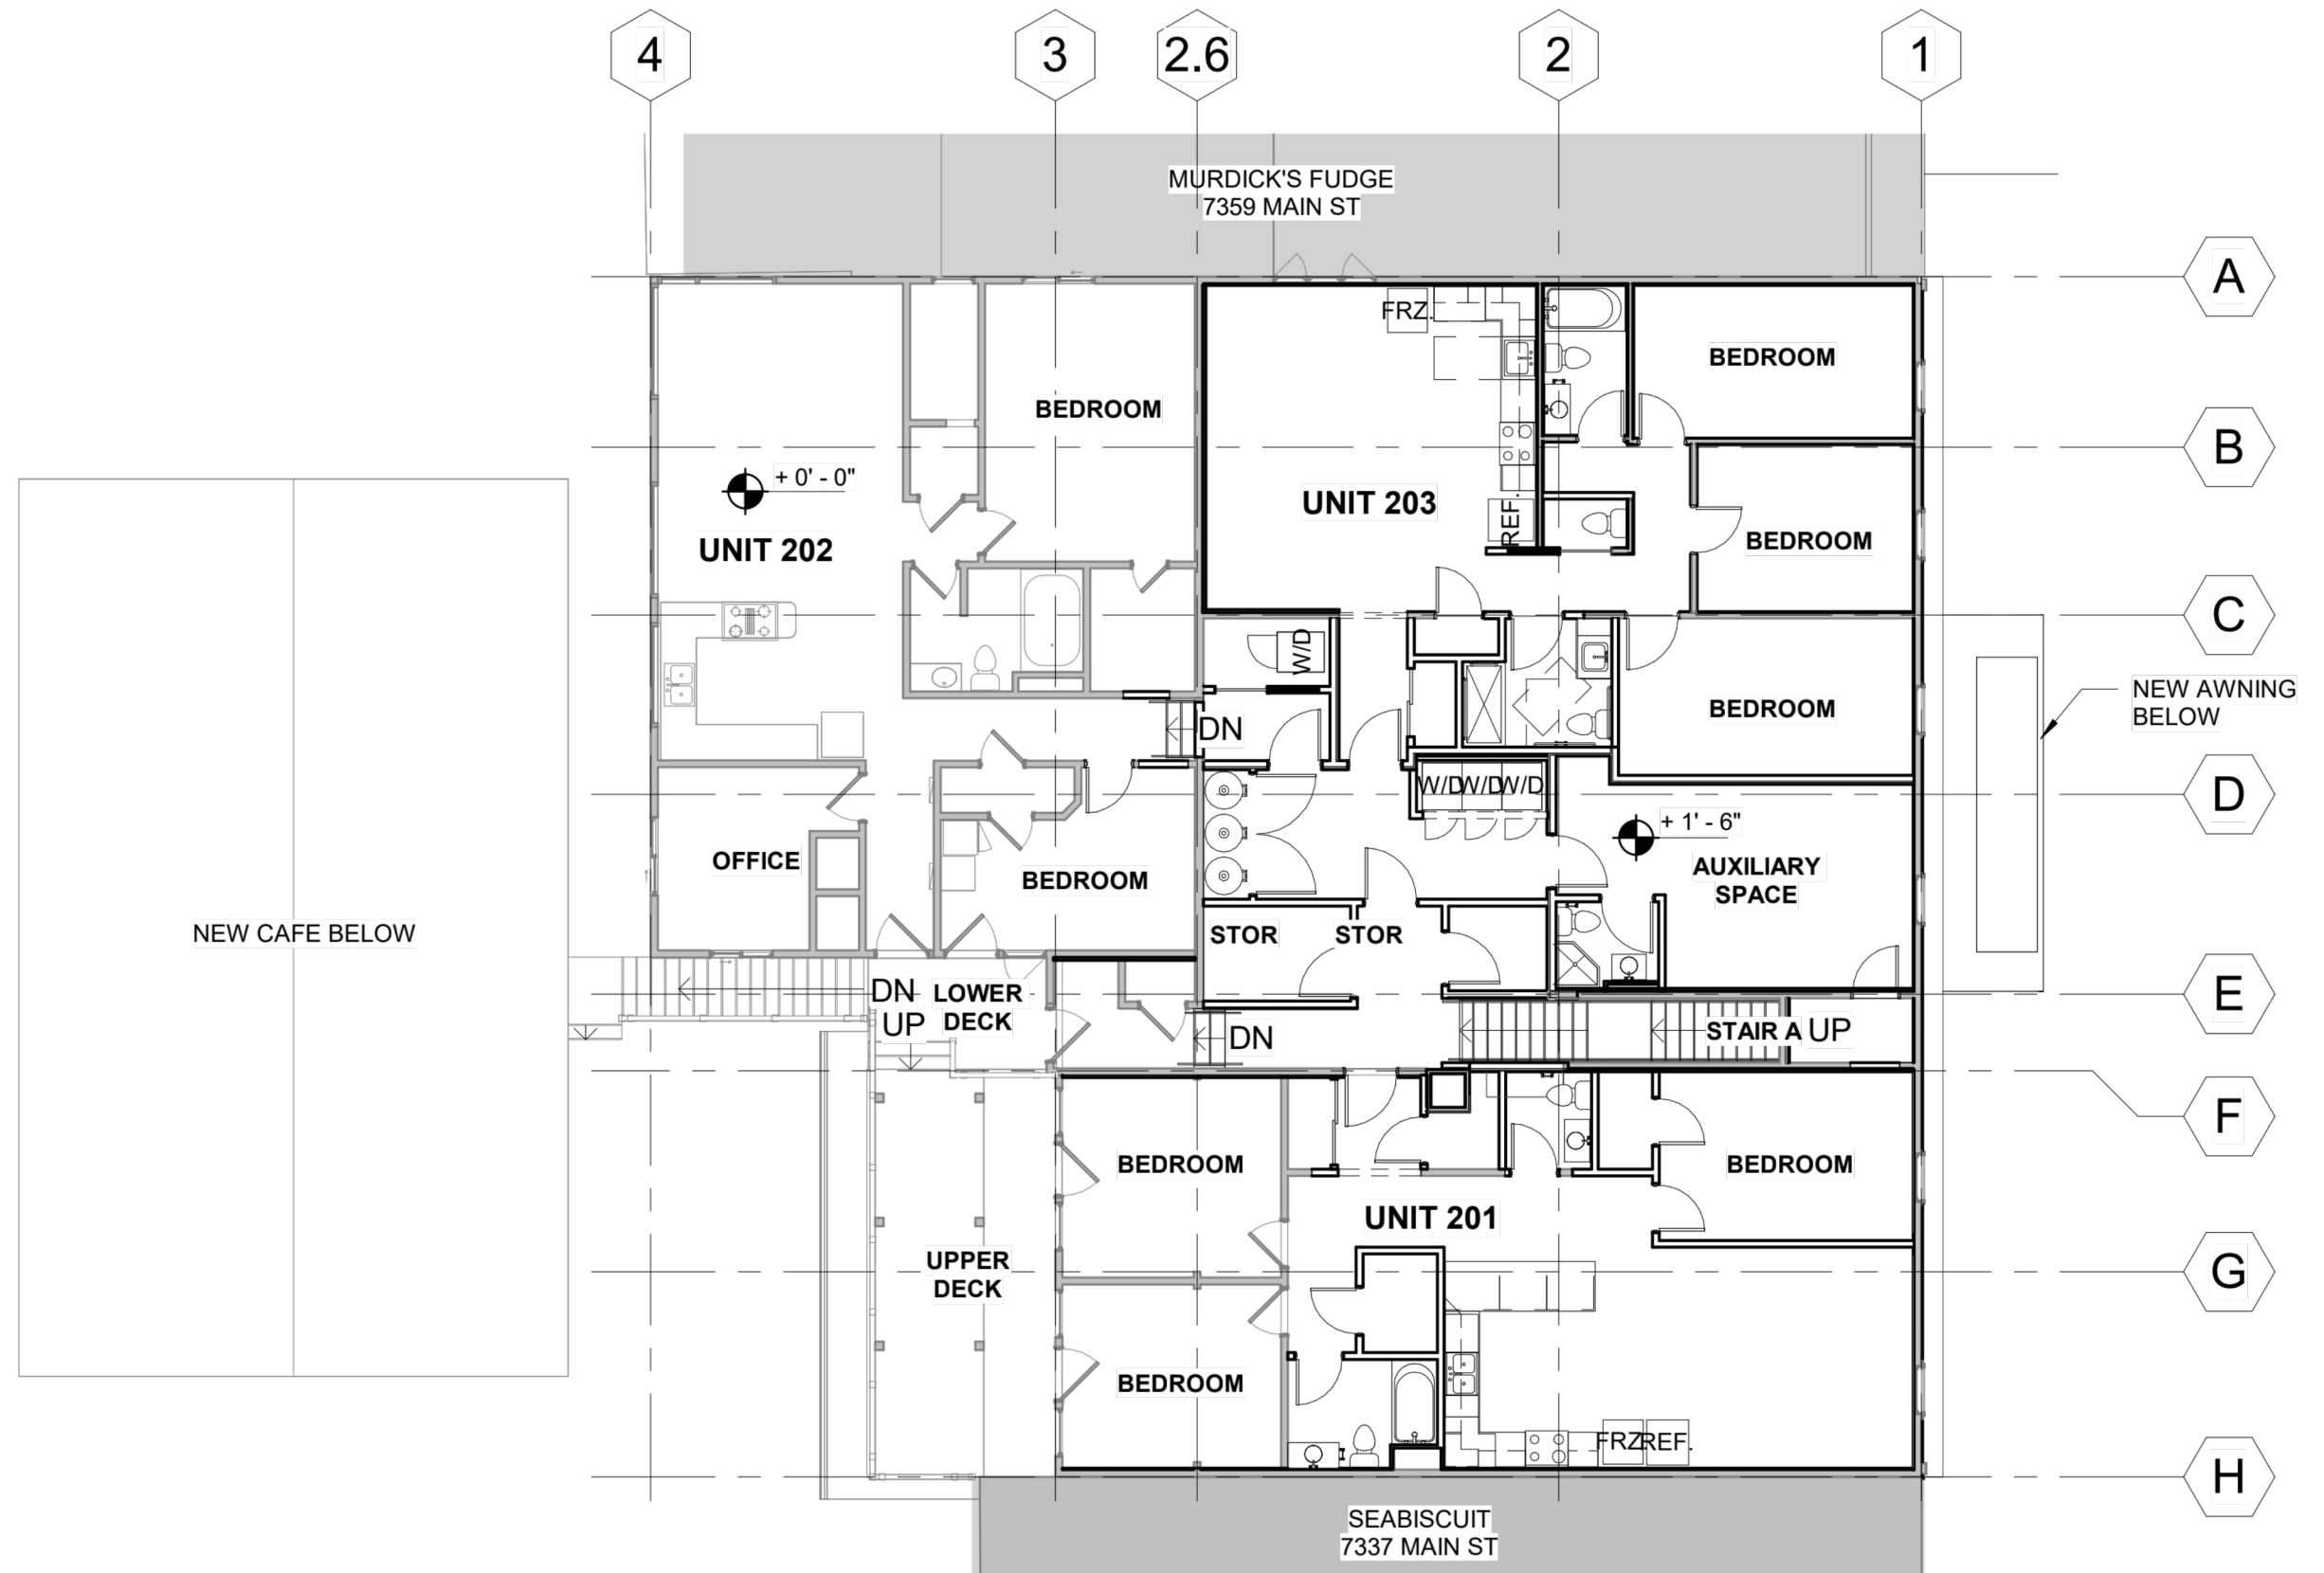 4
3
2.6
2
1
MURDICK'S FUDGE
7359 MAIN ST
A
FRZ.
BEDROOM
BEDROOM
B
+ 0' - 0"
UNIT 203
REF.
UNIT 202
BEDROOM
C
W/D
NEW AWNING
BELOW
BEDROOM
DN
D
W/D
W/D
W/D
+ 1' - 6"
OFFICE
BEDROOM
AUXILIARY
SPACE
NEW CAFE BELOW
STOR
STOR
E
DN
LOWER
DECK
UP
DN
STAIR A
UP
F
BEDROOM
BEDROOM
UNIT 201
UPPER
DECK
G
BEDROOM
FRZ.
REF.
H
SEABISCUIT
7337 MAIN ST